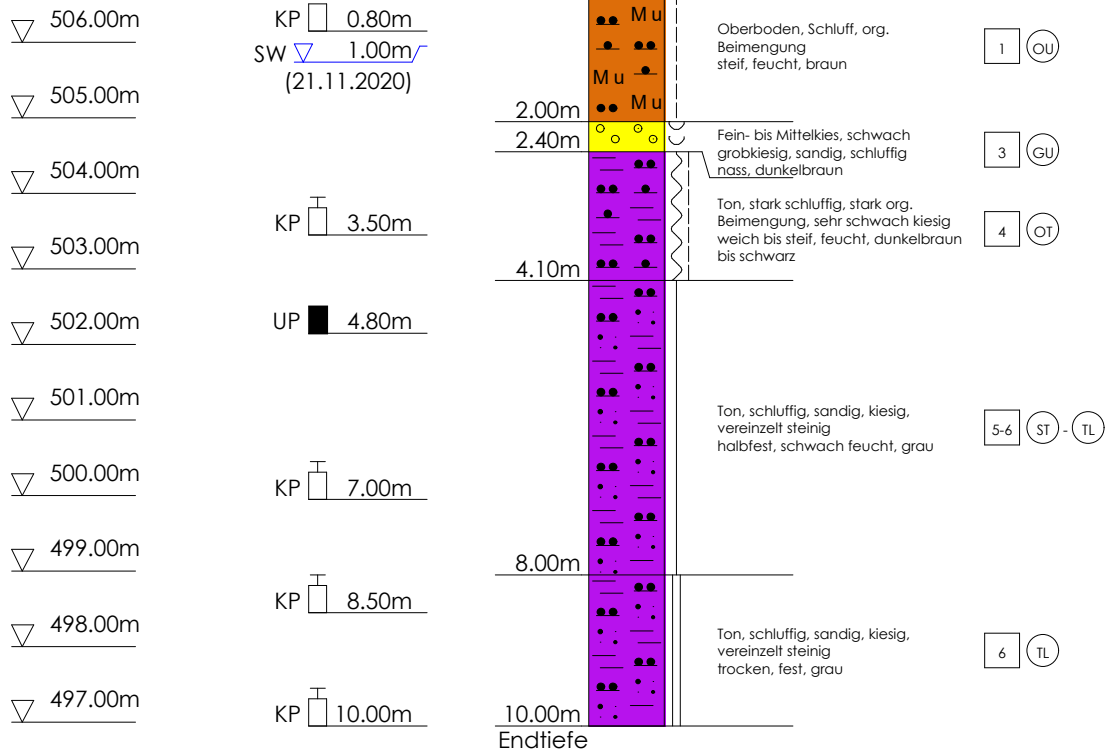 506.00m
505.00m
504.00m
503.00m
502.00m
501.00m
500.00m
499.00m
498.00m
497.00m
KP 0.80m
SW 1.00m
(21.11.2020)
KP 3.50m
UP 4.80m
KP 7.00m
KP 8.50m
KP 10.00m
2.00m
2.40m
4.10m
8.00m
10.00m
Endtiefe
M u
M u
M u
Oberboden, Schluff, org.
Beimengung
steif, feucht, braun
1 OU
Fein- bis Mittelkies, schwach
grobkiesig, sandig, schluffig
nass, dunkelbraun
3 GU
Ton, stark schluffig, stark org.
Beimengung, sehr schwach kiesig
weich bis steif, feucht, dunkelbraun
bis schwarz
4 OT
Ton, schluffig, sandig, kiesig,
vereinzelt steinig
halbfest, schwach feucht, grau
5-6 ST - TL
Ton, schluffig, sandig, kiesig,
vereinzelt steinig
trocken, fest, grau
6 TL